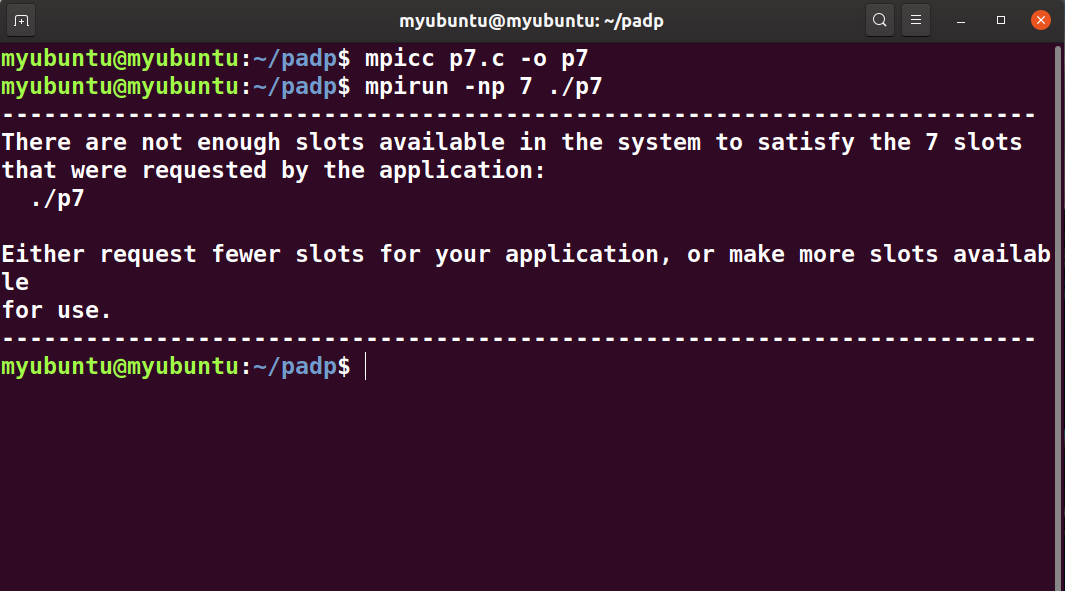 myubuntu@myubuntu: ~/padp
myubuntu@myubuntu:~/padp$ mpicc p7.c -o p7
myubuntu@myubuntu:~/padp$ mpirun -np 7 ./p7
--------------------------------------------------------------------------
There are not enough slots available in the system to satisfy the 7 slots
that were requested by the application:
  ./p7

Either request fewer slots for your application, or make more slots availab
le
for use.
--------------------------------------------------------------------------
myubuntu@myubuntu:~/padp$